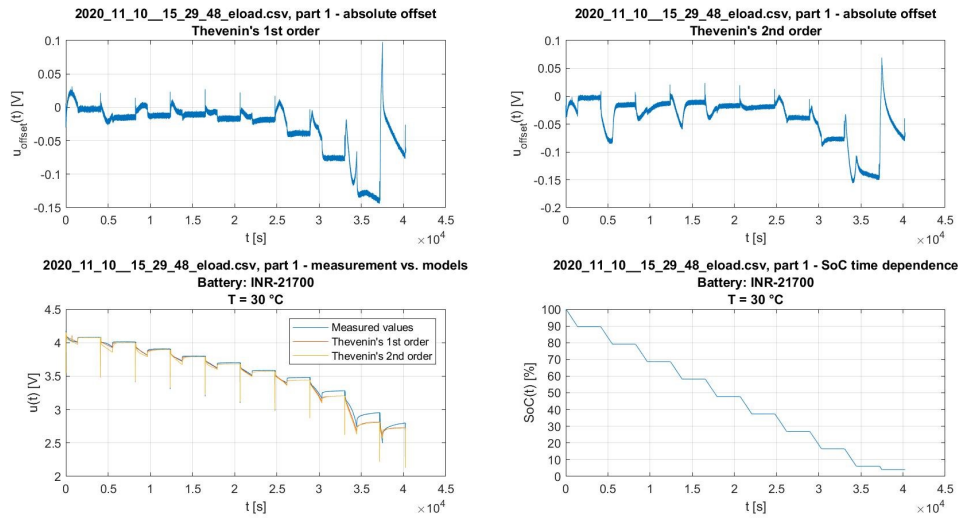 2020_11_10__15_29_48_eload.csv, part 1 - absolute offset
Thevenin's 1st order
0.1
0.05
0
-0.05
-0.1
-0.15
u_offset(t) [V]
0 0.5 1 1.5 2 2.5 3 3.5 4 4.5
t [s]
×10^4
2020_11_10__15_29_48_eload.csv, part 1 - absolute offset
Thevenin's 2nd order
0.1
0.05
0
-0.05
-0.1
-0.15
-0.2
u_offset(t) [V]
0 0.5 1 1.5 2 2.5 3 3.5 4 4.5
t [s]
×10^4
2020_11_10__15_29_48_eload.csv, part 1 - measurement vs. models
Battery: INR-21700
T = 30 °C
4.5
4
3.5
3
2.5
2
u(t) [V]
Measured values
Thevenin's 1st order
Thevenin's 2nd order
0 0.5 1 1.5 2 2.5 3 3.5 4 4.5
t [s]
×10^4
2020_11_10__15_29_48_eload.csv, part 1 - SoC time dependence
Battery: INR-21700
T = 30 °C
100
90
80
70
60
50
40
30
20
10
0
SoC(t) [%]
0 0.5 1 1.5 2 2.5 3 3.5 4 4.5
t [s]
×10^4